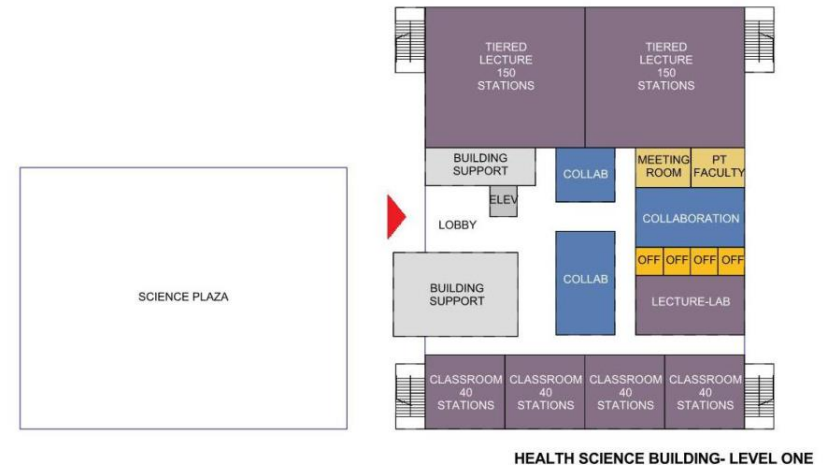 TIERED
LECTURE
150
STATIONS
TIERED
LECTURE
150
STATIONS
BUILDING
SUPPORT
COLLAB
MEETING
ROOM
PT
FACULTY
ELEV
LOBBY
COLLABORATION
OFF
OFF
OFF
OFF
SCIENCE PLAZA
BUILDING
SUPPORT
COLLAB
LECTURE-LAB
CLASSROOM
40
STATIONS
CLASSROOM
40
STATIONS
CLASSROOM
40
STATIONS
CLASSROOM
40
STATIONS
HEALTH SCIENCE BUILDING- LEVEL ONE